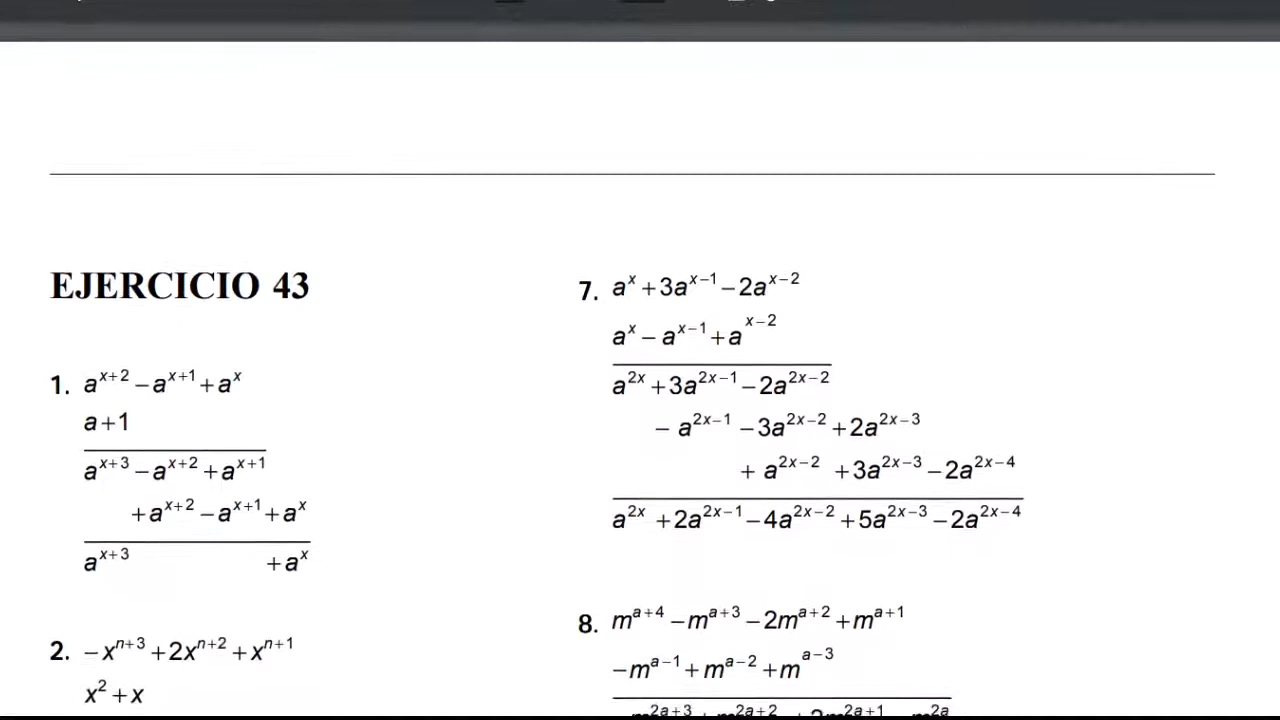 EJERCICIO 43
1. a^{x+2} – a^{x+1} + a^x
a + 1
a^{x+3} – a^{x+2} + a^{x+1}
+ a^{x+2} – a^{x+1} + a^x
a^{x+3} + a^x
2. – x^{n+3} + 2x^{n+2} + x^{n+1}
x^2 + x
7. a^x + 3a^{x–1} – 2a^{x–2}
a^x – a^{x–1} + a^{x–2}
a^{2x} + 3a^{2x–1} – 2a^{2x–2}
– a^{2x–1} – 3a^{2x–2} + 2a^{2x–3}
+ a^{2x–2} + 3a^{2x–3} – 2a^{2x–4}
a^{2x} + 2a^{2x–1} – 4a^{2x–2} + 5a^{2x–3} – 2a^{2x–4}
8. m^{a+4} – m^{a+3} – 2m^{a+2} + m^{a+1}
– m^{a–1} + m^{a–2} + m^{a–3}